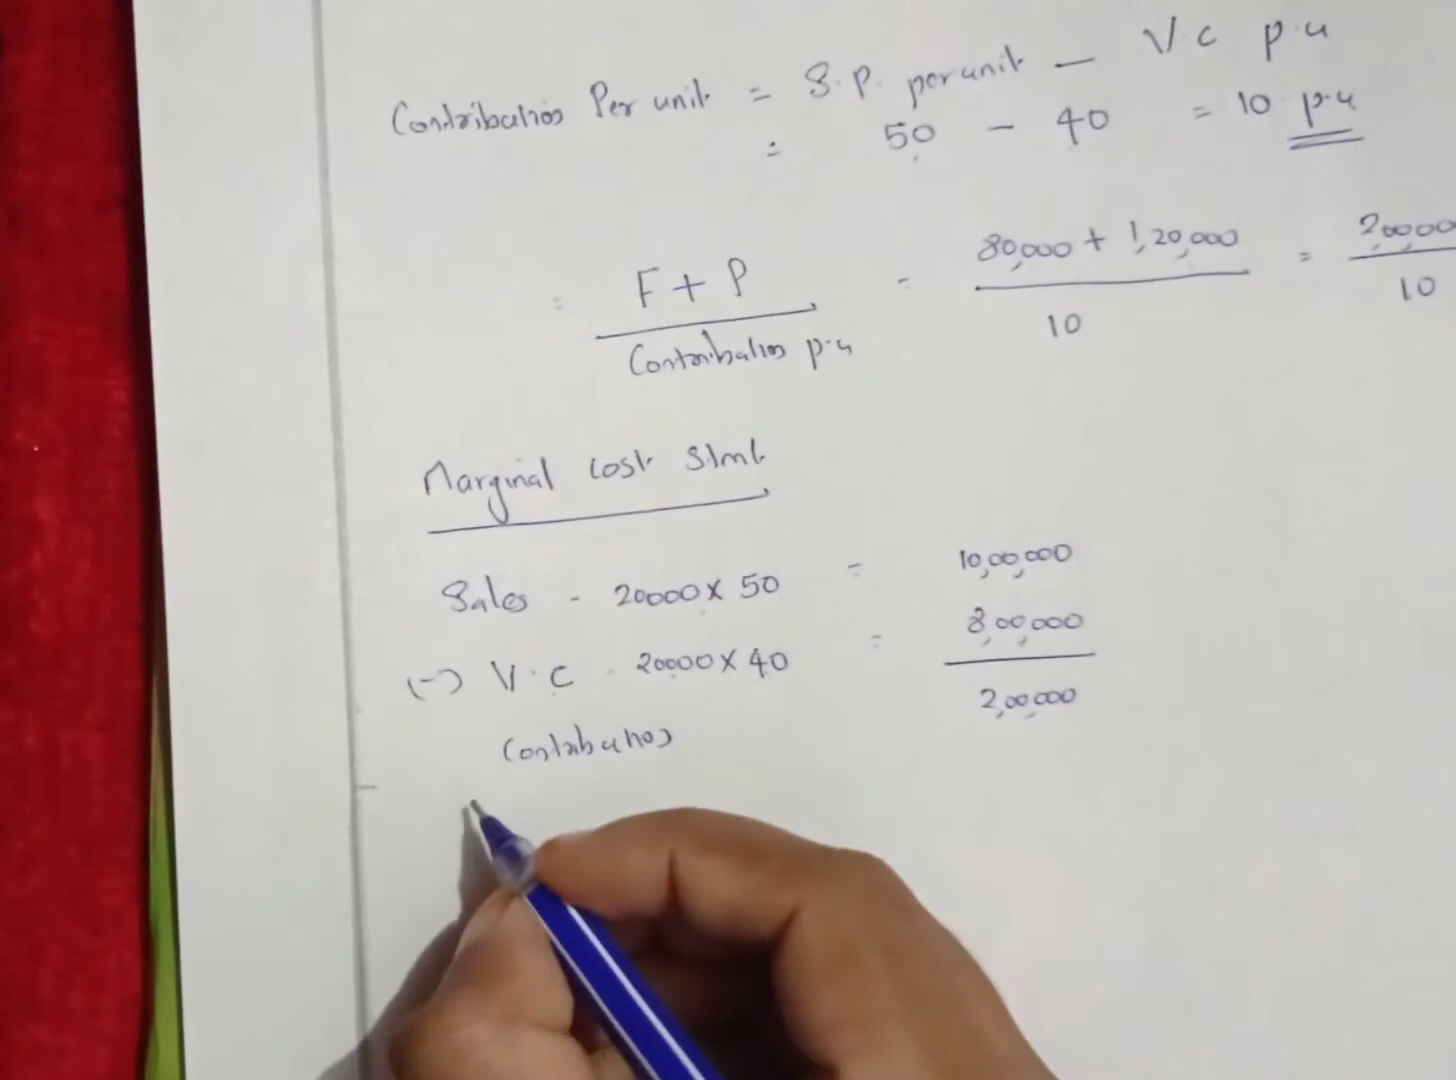 Contribution Per unit = S.P. per unit - V.C p.u
= 50 - 40 = 10 p.u
= F + P = 80,000 + 1,20,000 = 2,00,00
Contribution p.u 10 10
Marginal Cost Stmt
Sales - 20000 x 50 = 10,00,000
(-) V.C - 20000 x 40 = 8,00,000
2,00,000
Contribution